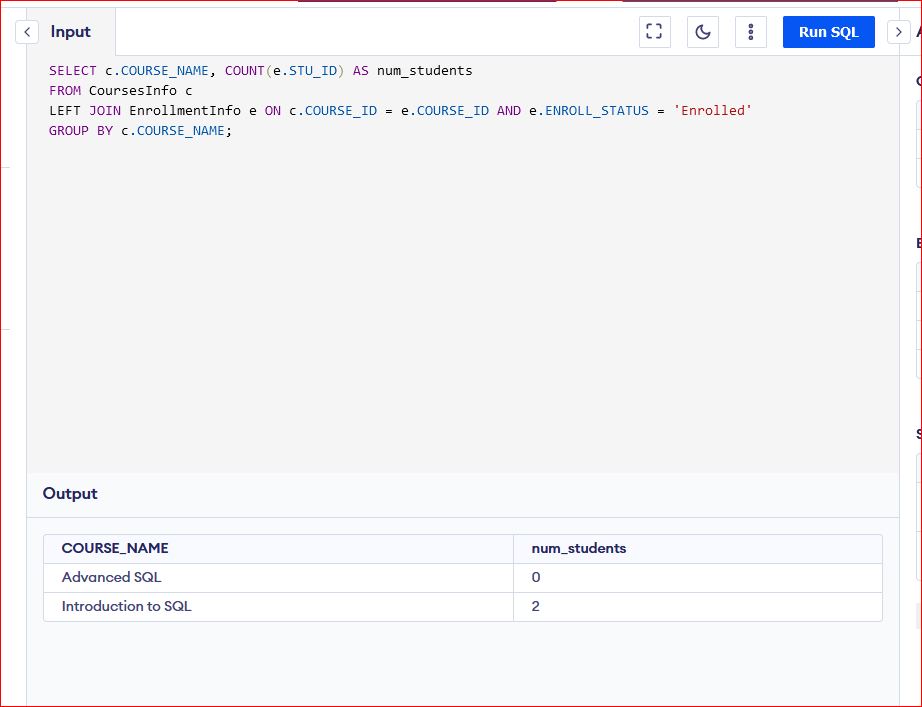 Input
Run SQL
SELECT c.COURSE_NAME, COUNT(e.STU_ID) AS num_students
FROM CoursesInfo c
LEFT JOIN EnrollmentInfo e ON c.COURSE_ID = e.COURSE_ID AND e.ENROLL_STATUS = 'Enrolled'
GROUP BY c.COURSE_NAME;
Output
COURSE_NAME num_students
Advanced SQL 0
Introduction to SQL 2